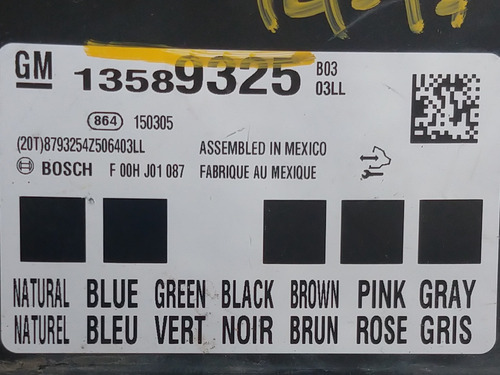 GM 13589325 B03
03LL
864 150305
(20T)8793254Z506403LL ASSEMBLED IN MEXICO
BOSCH F 00H J01 087 FABRIQUE AU MEXIQUE
NATURAL BLUE GREEN BLACK BROWN PINK GRAY
NATUREL BLEU VERT NOIR BRUN ROSE GRIS